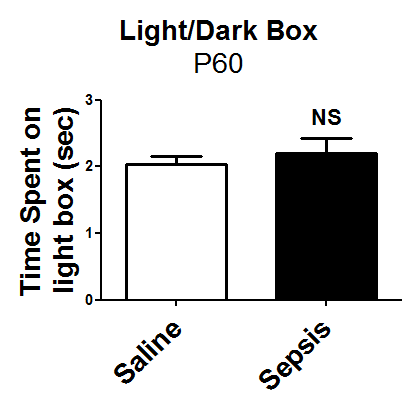 Light/Dark Box
P60
Time Spent on
light box (sec)
3
2
1
0
NS
Saline
Sepsis